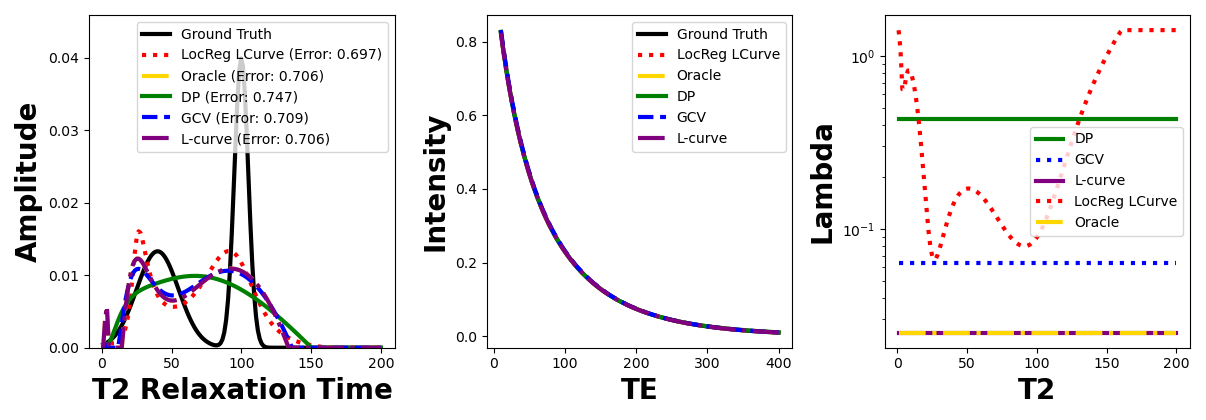 Amplitude
0.04
0.03
0.02
0.01
0.00
Ground Truth
LocReg LCurve (Error: 0.697)
Oracle (Error: 0.706)
DP (Error: 0.747)
GCV (Error: 0.709)
L-curve (Error: 0.706)
0 50 100 150 200
T2 Relaxation Time
Intensity
0.8
0.6
0.4
0.2
0.0
Ground Truth
LocReg LCurve
Oracle
DP
GCV
L-curve
0 100 200 300 400
TE
Lambda
10⁰
10⁻¹
DP
GCV
L-curve
LocReg LCurve
Oracle
0 50 100 150 200
T2